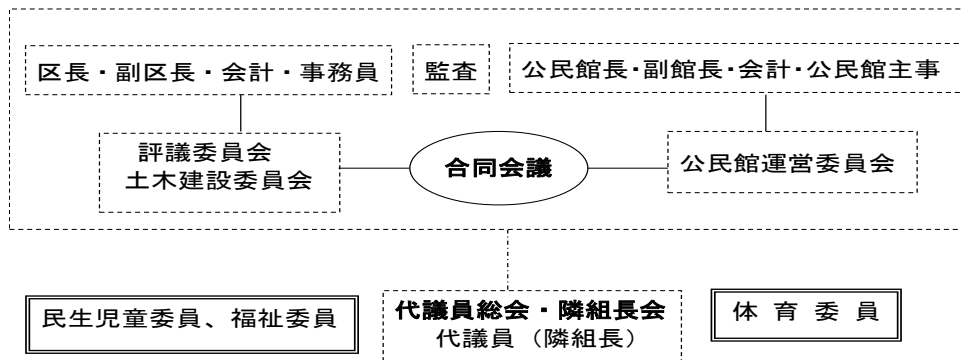 区長・副区長・会計・事務員
監査
公民館長・副館長・会計・公民館主事
評議委員会
土木建設委員会
合同会議
公民館運営委員会
民生児童委員、福祉委員
代議員総会・隣組長会
代議員（隣組長）
体 育 委 員